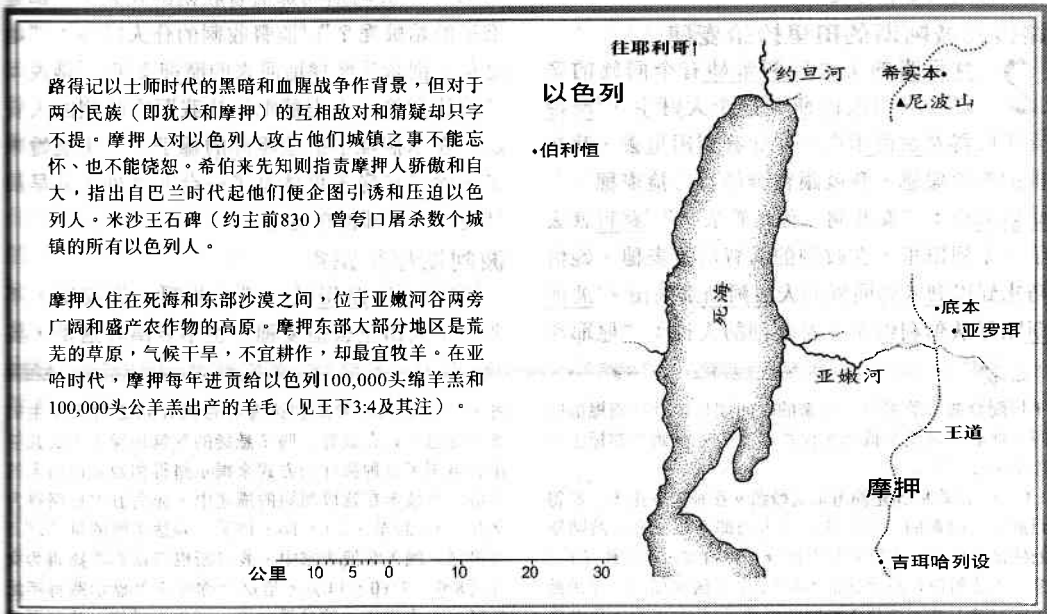 路得记以士师时代的黑暗和血腥战争作背景，但对于
两个民族（即犹大和摩押）的互相敌对和猜疑却只字
不提。摩押人对以色列人攻占他们城镇之事不能忘
怀、也不能饶恕。希伯来先知则指责摩押人骄傲和自
大，指出自巴兰时代起他们便企图引诱和压迫以色
列人。米沙王石碑（约主前830）曾夸口屠杀数个城
镇的所有以色列人。
摩押人住在死海和东部沙漠之间，位于亚嫩河谷两旁
广阔和盛产农作物的高原。摩押东部大部分地区是荒
芜的草原，气候干旱，不宜耕作，却最宜牧羊。在亚
哈时代，摩押每年进贡给以色列100,000头绵羊羔和
100,000头公羊羔出产的羊毛（见王下3:4及其注）。
往耶利哥↑
约旦河
希实本
尼波山
以色列
伯利恒
死海
底本
亚罗珥
亚嫩河
王道
摩押
吉珥哈列设
公里 10 5 0 10 20 30